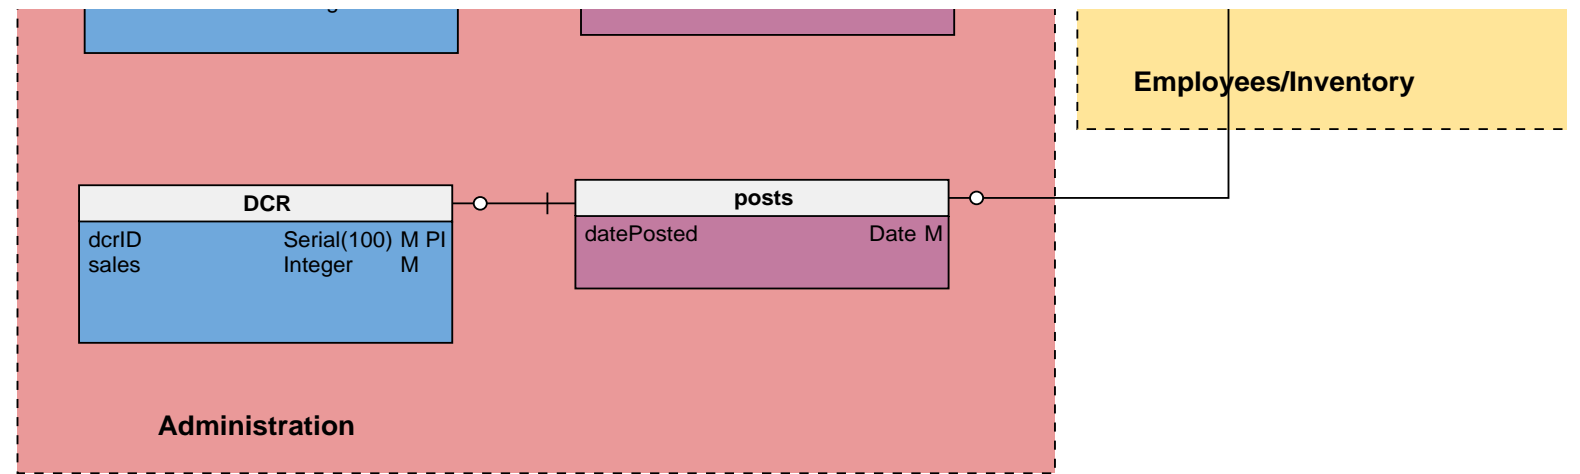 Employees/Inventory
DCR
dcrID Serial(100) M PI
sales Integer M
posts
datePosted Date M
Administration